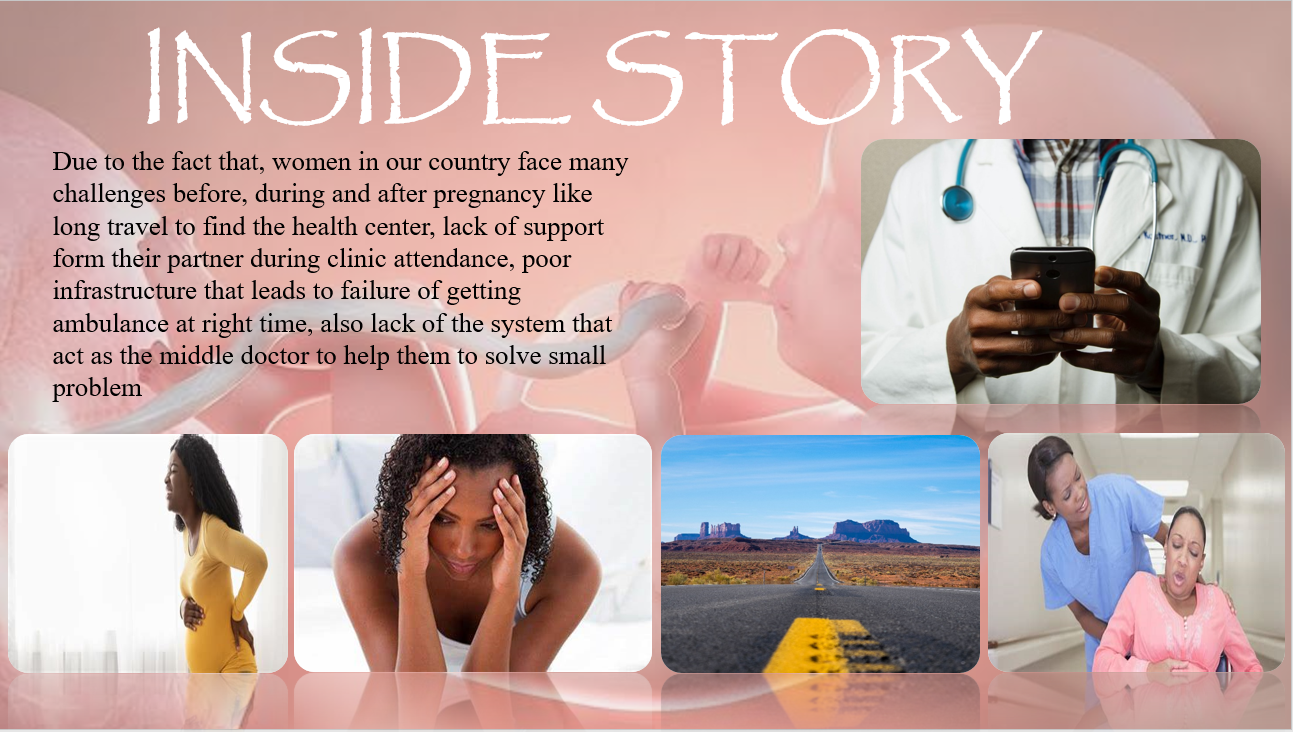 INSIDE STORY
Due to the fact that, women in our country face many
challenges before, during and after pregnancy like
long travel to find the health center, lack of support
form their partner during clinic attendance, poor
infrastructure that leads to failure of getting
ambulance at right time, also lack of the system that
act as the middle doctor to help them to solve small
problem